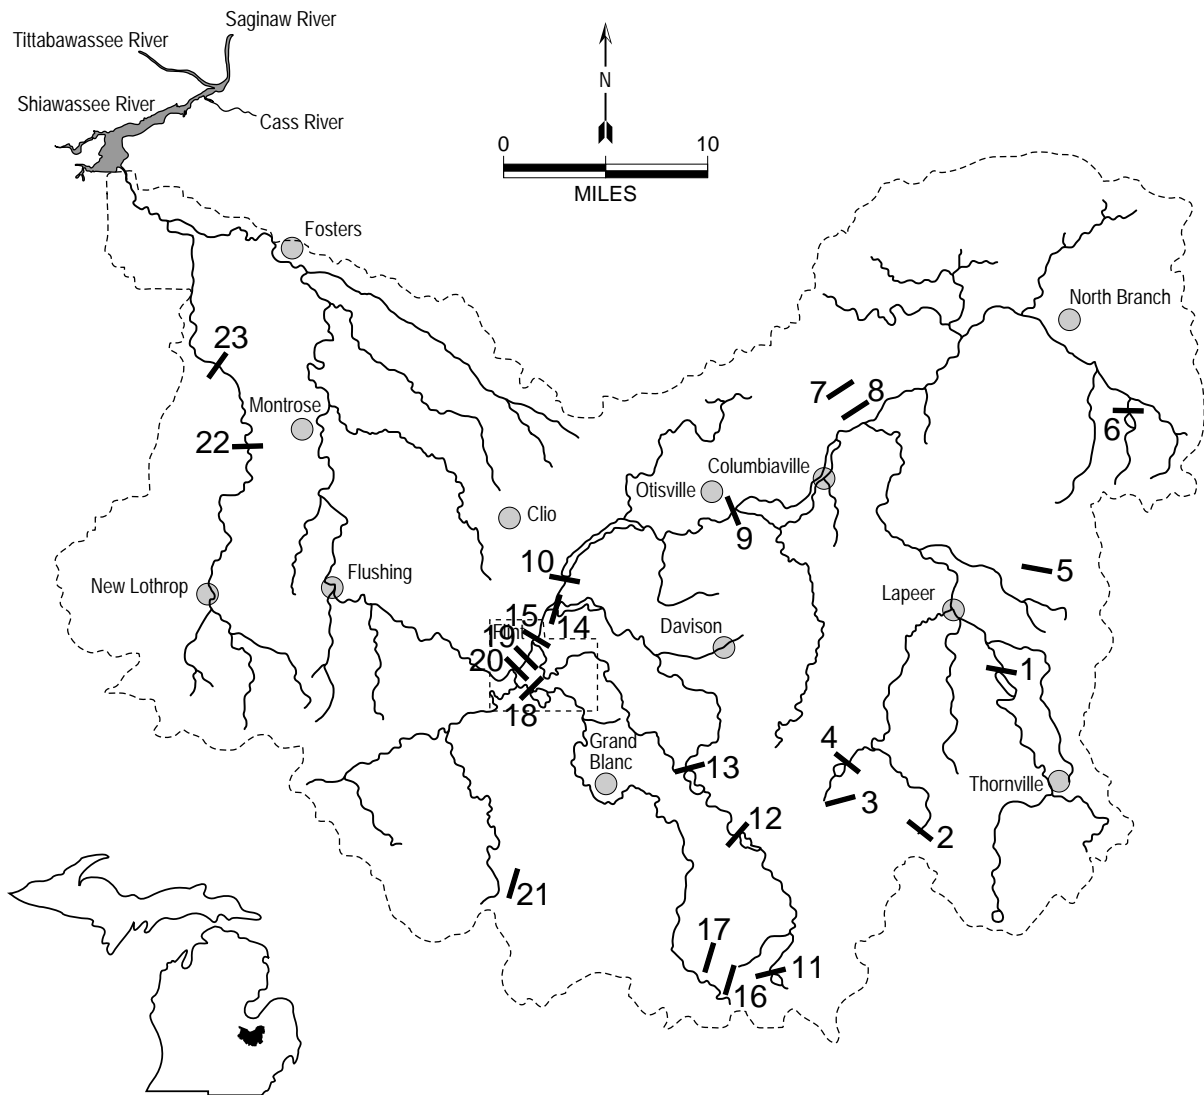 Saginaw River
Tittabawassee River
Shiawassee River
Cass River
N
0 10
MILES
Fosters
North Branch
23
7
8
Montrose
6
22
Columbiaville
Otisville
Clio
9
10
5
New Lothrop
Flushing
Lapeer
15
14
Flint
19
Davison
20
1
18
Grand
Blanc
4
13
Thornville
3
12
2
21
17
11
16